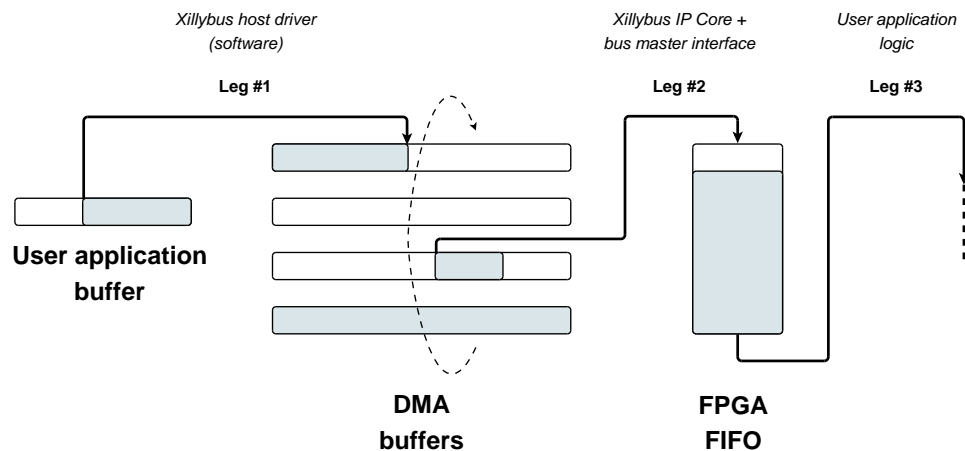 Xillybus host driver
(software)
Leg #1
Xillybus IP Core +
bus master interface
Leg #2
User application
logic
Leg #3
User application
buffer
DMA
buffers
FPGA
FIFO